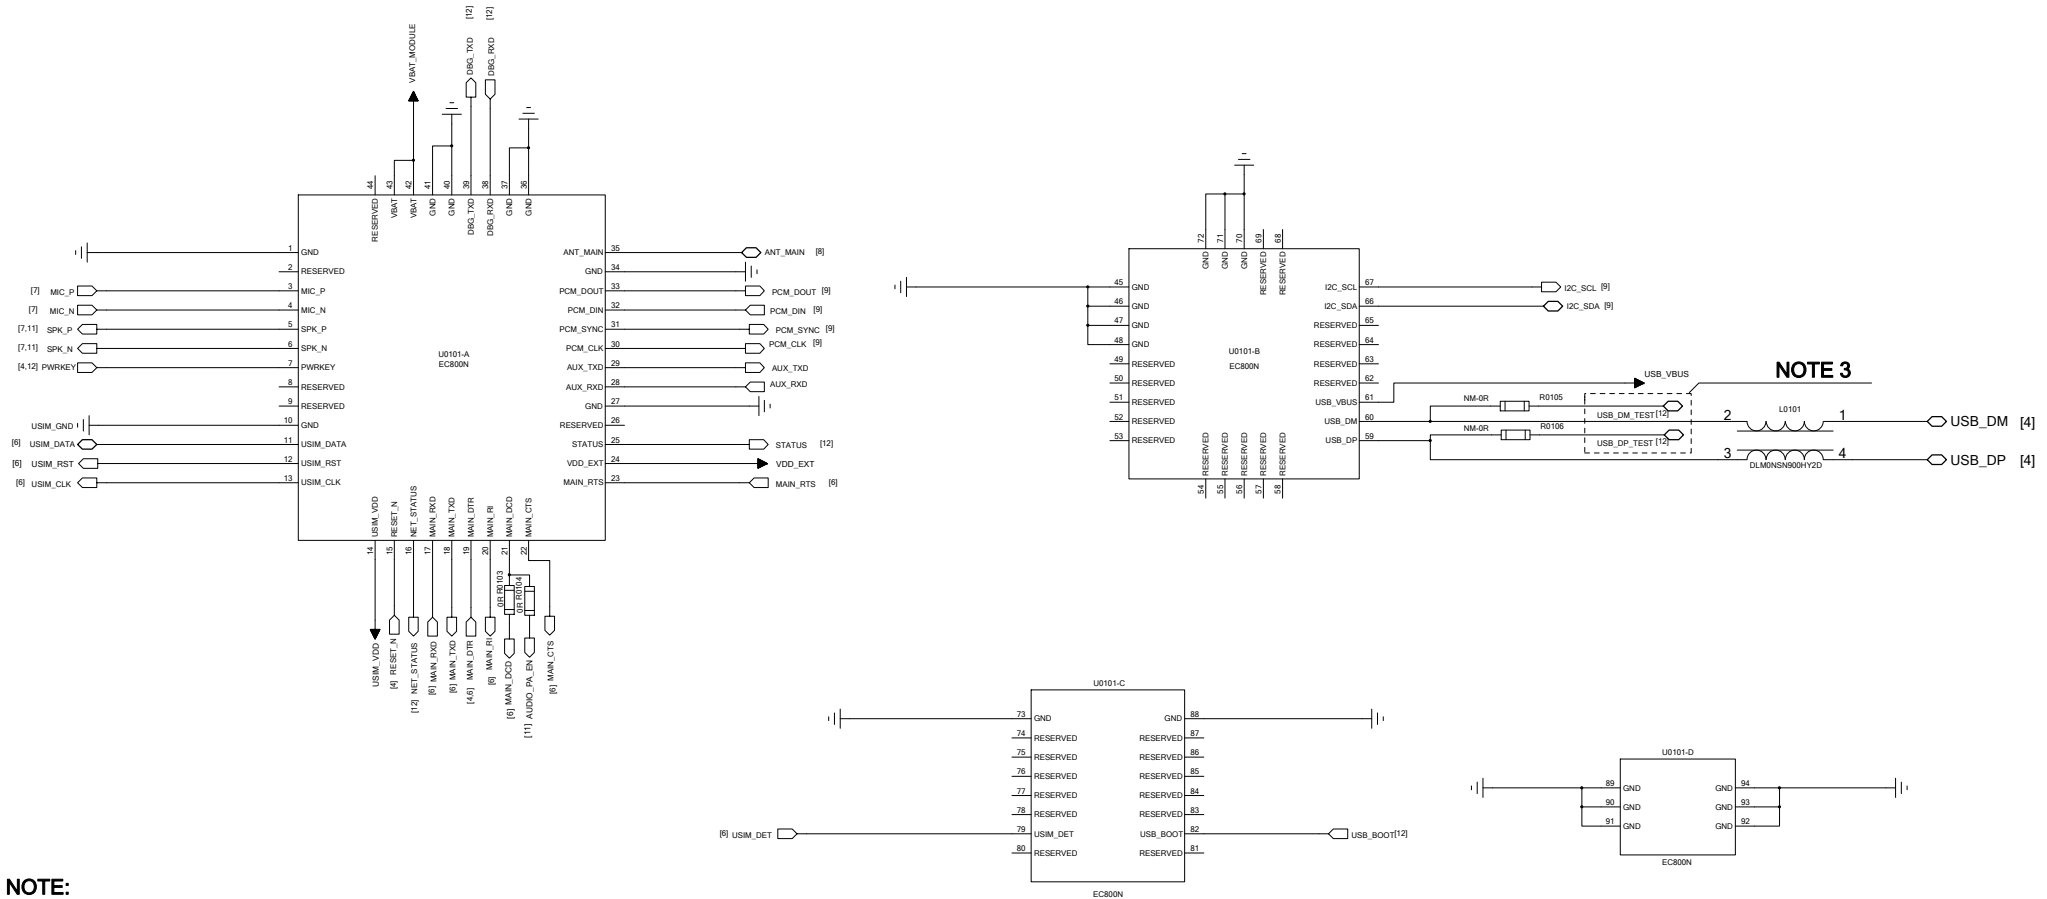 [12]
[12]
VBAT_MODULE
DBG_TXD
DBG_RXD
44
43
42
41
40
39
38
37
36
RESERVED
VBAT
VBAT
GND
GND
DBG_TXD
DBG_RXD
GND
GND
1 GND
2 RESERVED
[7] MIC_P 3 MIC_P
[7] MIC_N 4 MIC_N
[7,11] SPK_P 5 SPK_P
[7,11] SPK_N 6 SPK_N
[4,12] PWRKEY 7 PWRKEY
8 RESERVED
9 RESERVED
USIM_GND 10 GND
[6] USIM_DATA 11 USIM_DATA
[6] USIM_RST 12 USIM_RST
[6] USIM_CLK 13 USIM_CLK
U0101-A
EC800N
ANT_MAIN 35 ANT_MAIN [8]
GND 34
PCM_DOUT 33 PCM_DOUT [9]
PCM_DIN 32 PCM_DIN [9]
PCM_SYNC 31 PCM_SYNC [9]
PCM_CLK 30 PCM_CLK [9]
AUX_TXD 29 AUX_TXD
AUX_RXD 28 AUX_RXD
GND 27
RESERVED 26
STATUS 25 STATUS [12]
VDD_EXT 24 VDD_EXT
MAIN_RTS 23 MAIN_RTS [6]
USIM_VDD
RESET_N
NET_STATUS
MAIN_RXD
MAIN_TXD
MAIN_DTR
MAIN_RI
MAIN_DCD
MAIN_CTS
14
15
16
17
18
19
20
21
22
0R R0103
0R R0104
USIM_VDD
[4] RESET_N
[12] NET_STATUS
[6] MAIN_RXD
[6] MAIN_TXD
[4,6] MAIN_DTR
[6] MAIN_RI
[6] MAIN_DCD
[11] AUDIO_PA_EN
[6] MAIN_CTS
72
71
70
69
68
GND
GND
GND
RESERVED
RESERVED
45 GND
46 GND
47 GND
48 GND
49 RESERVED
50 RESERVED
51 RESERVED
52 RESERVED
53 RESERVED
U0101-B
EC800N
I2C_SCL 67 I2C_SCL [9]
I2C_SDA 66 I2C_SDA [9]
RESERVED 65
RESERVED 64
RESERVED 63
RESERVED 62
USB_VBUS 61 USB_VBUS
USB_DM 60
USB_DP 59
RESERVED
RESERVED
RESERVED
RESERVED
RESERVED
54
55
56
57
58
NOTE 3
NM-0R R0105
USB_DM_TEST [12]
NM-0R R0106
USB_DP_TEST [12]
2 L0101 1 USB_DM [4]
3 4 USB_DP [4]
DLM0NSN900HY2D
U0101-C
73 GND GND 88
74 RESERVED RESERVED 87
75 RESERVED RESERVED 86
76 RESERVED RESERVED 85
77 RESERVED RESERVED 84
78 RESERVED RESERVED 83
[6] USIM_DET 79 USIM_DET USB_BOOT 82 USB_BOOT[12]
80 RESERVED RESERVED 81
EC800N
U0101-D
89 GND GND 94
90 GND GND 93
91 GND GND 92
EC800N
NOTE: